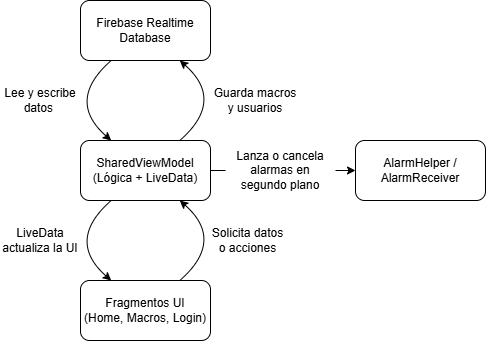 Firebase Realtime
Database
Lee y escribe
datos
Guarda macros
y usuarios
SharedViewModel
(Lógica + LiveData)
Lanza o cancela
alarmas en
segundo plano
AlarmHelper /
AlarmReceiver
LiveData
actualiza la UI
Solicita datos
o acciones
Fragmentos UI
(Home, Macros, Login)